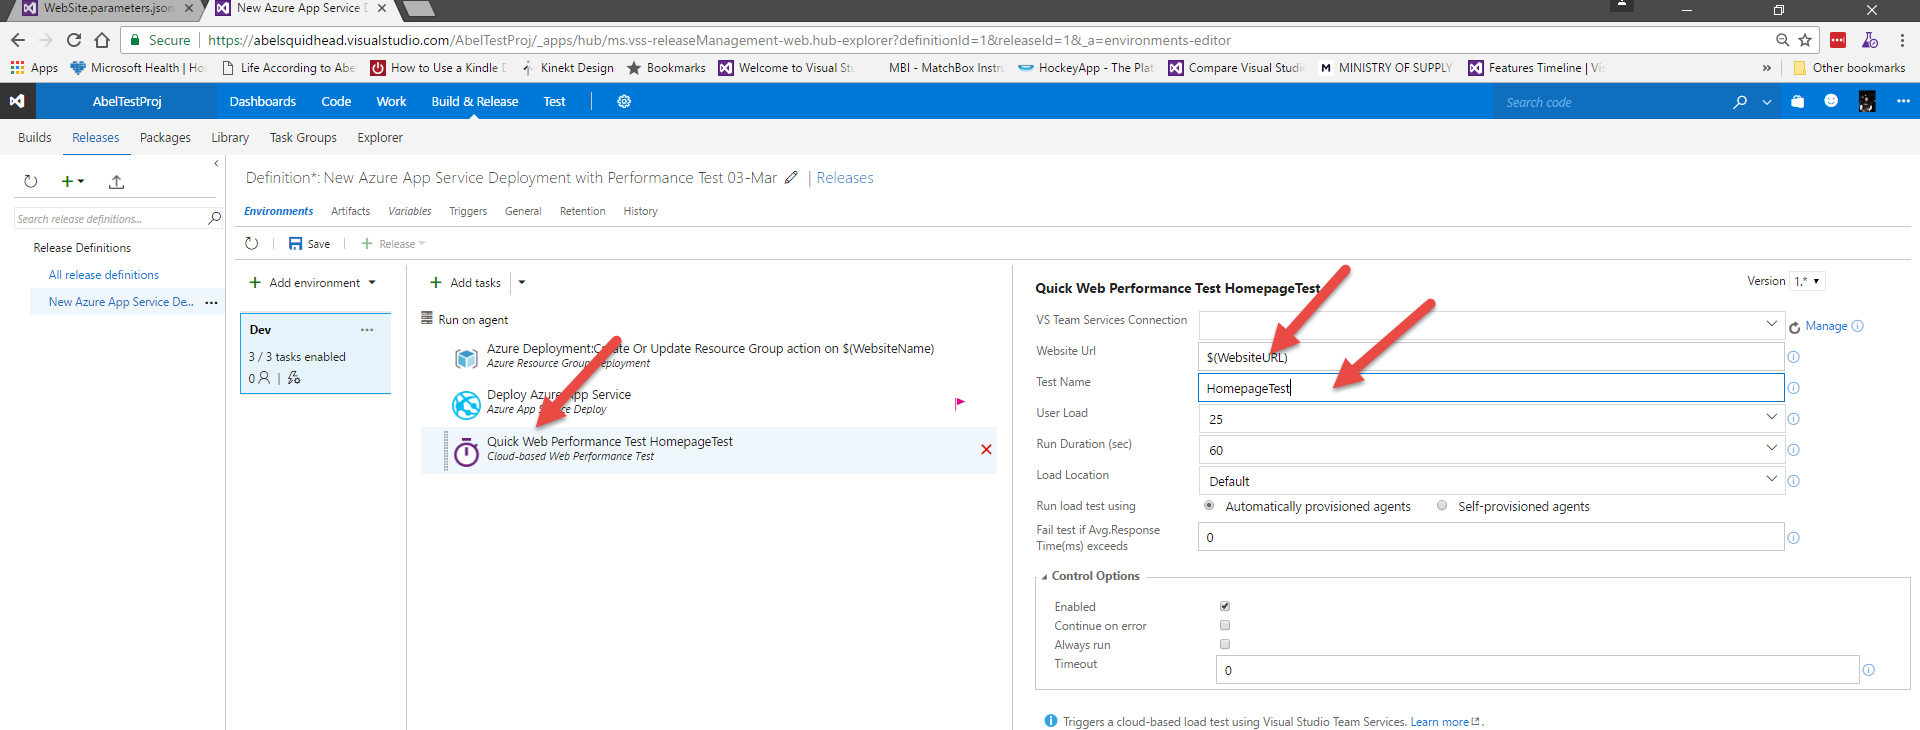 WebSite.parameters.json
New Azure App Service D
Secure https://abelsquidhead.visualstudio.com/AbelTestProj/_apps/hub/ms.vss-releaseManagement-web.hub-explorer?definitionId=1&releaseId=1&_a=environments-editor
Apps Microsoft Health | Ho Life According to Abe How to Use a Kindle D Kinekt Design Bookmarks Welcome to Visual Stu MBI - MatchBox Instru HockeyApp - The Plat Compare Visual Studio MINISTRY OF SUPPLY Features Timeline | Vis » Other bookmarks
AbelTestProj Dashboards Code Work Build & Release Test Search code
Builds Releases Packages Library Task Groups Explorer
Search release definitions...
Release Definitions
All release definitions
New Azure App Service De... ...
Definition*: New Azure App Service Deployment with Performance Test 03-Mar | Releases
Environments Artifacts Variables Triggers General Retention History
Save Release
Add environment
Dev ...
3 / 3 tasks enabled
0
Add tasks
Run on agent
Azure Deployment: Or Update Resource Group action on $(WebsiteName)
Azure Resource Group Deployment
Deploy Azure App Service
Azure App Service Deploy
Quick Web Performance Test HomepageTest
Cloud-based Web Performance Test
Quick Web Performance Test HomepageTest
Version 1.*
VS Team Services Connection
Manage
Website Url $(WebsiteURL)
Test Name HomepageTest
User Load 25
Run Duration (sec) 60
Load Location Default
Run load test using Automatically provisioned agents Self-provisioned agents
Fail test if Avg.Response
Time(ms) exceeds
0
Control Options
Enabled
Continue on error
Always run
Timeout 0
Triggers a cloud-based load test using Visual Studio Team Services. Learn more.